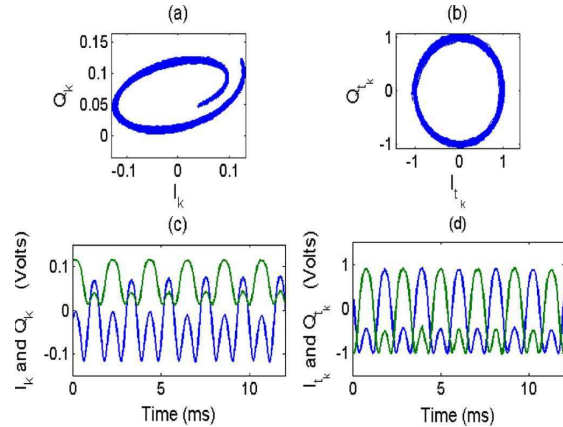 (a)
0.15
0.1
0.05
0
Q_k
-0.1
0
0.1
I_k
(b)
1
0
-1
Q_t_k
-1
0
1
I_t_k
(c)
0.1
0
-0.1
I_k and Q_k (Volts)
0
5
10
Time (ms)
(d)
1
0
-1
I_t_k and Q_t_k (Volts)
0
5
10
Time (ms)